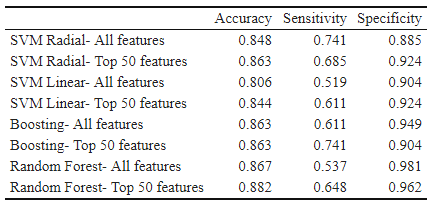 Accuracy Sensitivity Specificity
SVM Radial- All features 0.848 0.741 0.885
SVM Radial- Top 50 features 0.863 0.685 0.924
SVM Linear- All features 0.806 0.519 0.904
SVM Linear- Top 50 features 0.844 0.611 0.924
Boosting- All features 0.863 0.611 0.949
Boosting- Top 50 features 0.863 0.741 0.904
Random Forest- All features 0.867 0.537 0.981
Random Forest- Top 50 features 0.882 0.648 0.962